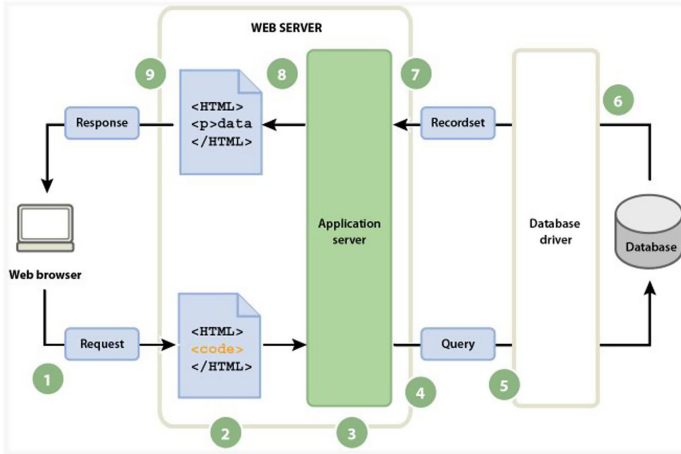 WEB SERVER
9
8
7
6
<HTML>
<p>data
</HTML>
Response
Recordset
Application
server
Database
driver
Database
Web browser
Request
<HTML>
<code>
</HTML>
Query
1
2
3
4
5